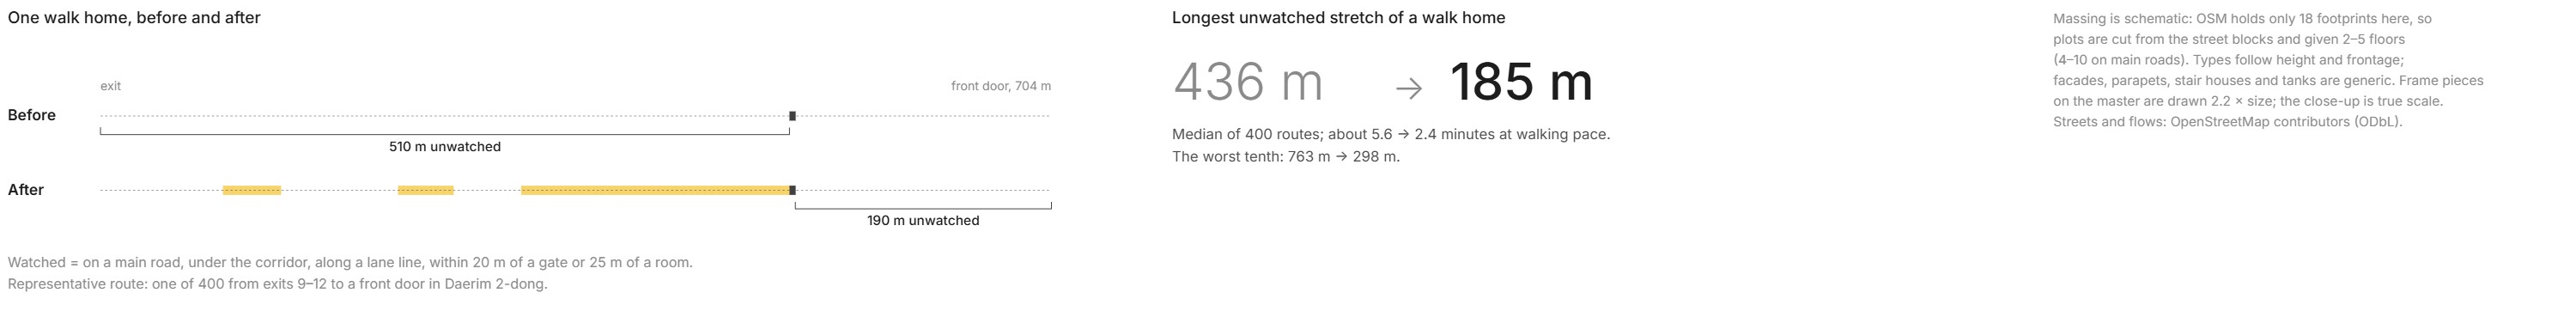 One walk home, before and after
exit
front door, 704 m
Before
510 m unwatched
After
190 m unwatched
Watched = on a main road, under the corridor, along a lane line, within 20 m of a gate or 25 m of a room.
Representative route: one of 400 from exits 9–12 to a front door in Daerim 2-dong.
Longest unwatched stretch of a walk home
436 m → 185 m
Median of 400 routes; about 5.6 → 2.4 minutes at walking pace.
The worst tenth: 763 m → 298 m.
Massing is schematic: OSM holds only 18 footprints here, so
plots are cut from the street blocks and given 2–5 floors
(4–10 on main roads). Types follow height and frontage;
facades, parapets, stair houses and tanks are generic. Frame pieces
on the master are drawn 2.2 × size; the close-up is true scale.
Streets and flows: OpenStreetMap contributors (ODbL).